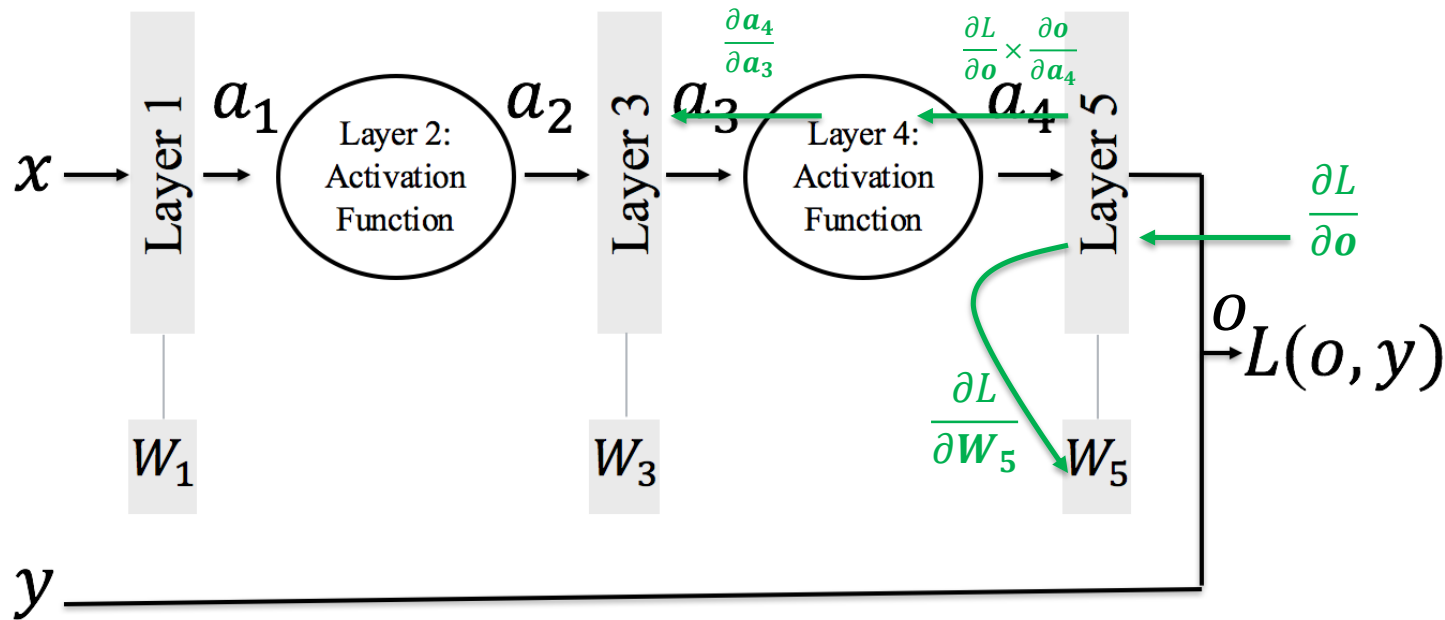 ∂a₄/∂a₃
∂L/∂o × ∂o/∂a₄
x
Layer 1
a₁
Layer 2:
Activation
Function
a₂
Layer 3
a₃
Layer 4:
Activation
Function
a₄
Layer 5
∂L/∂o
o
L(o, y)
∂L/∂W₅
W₁
W₃
W₅
y